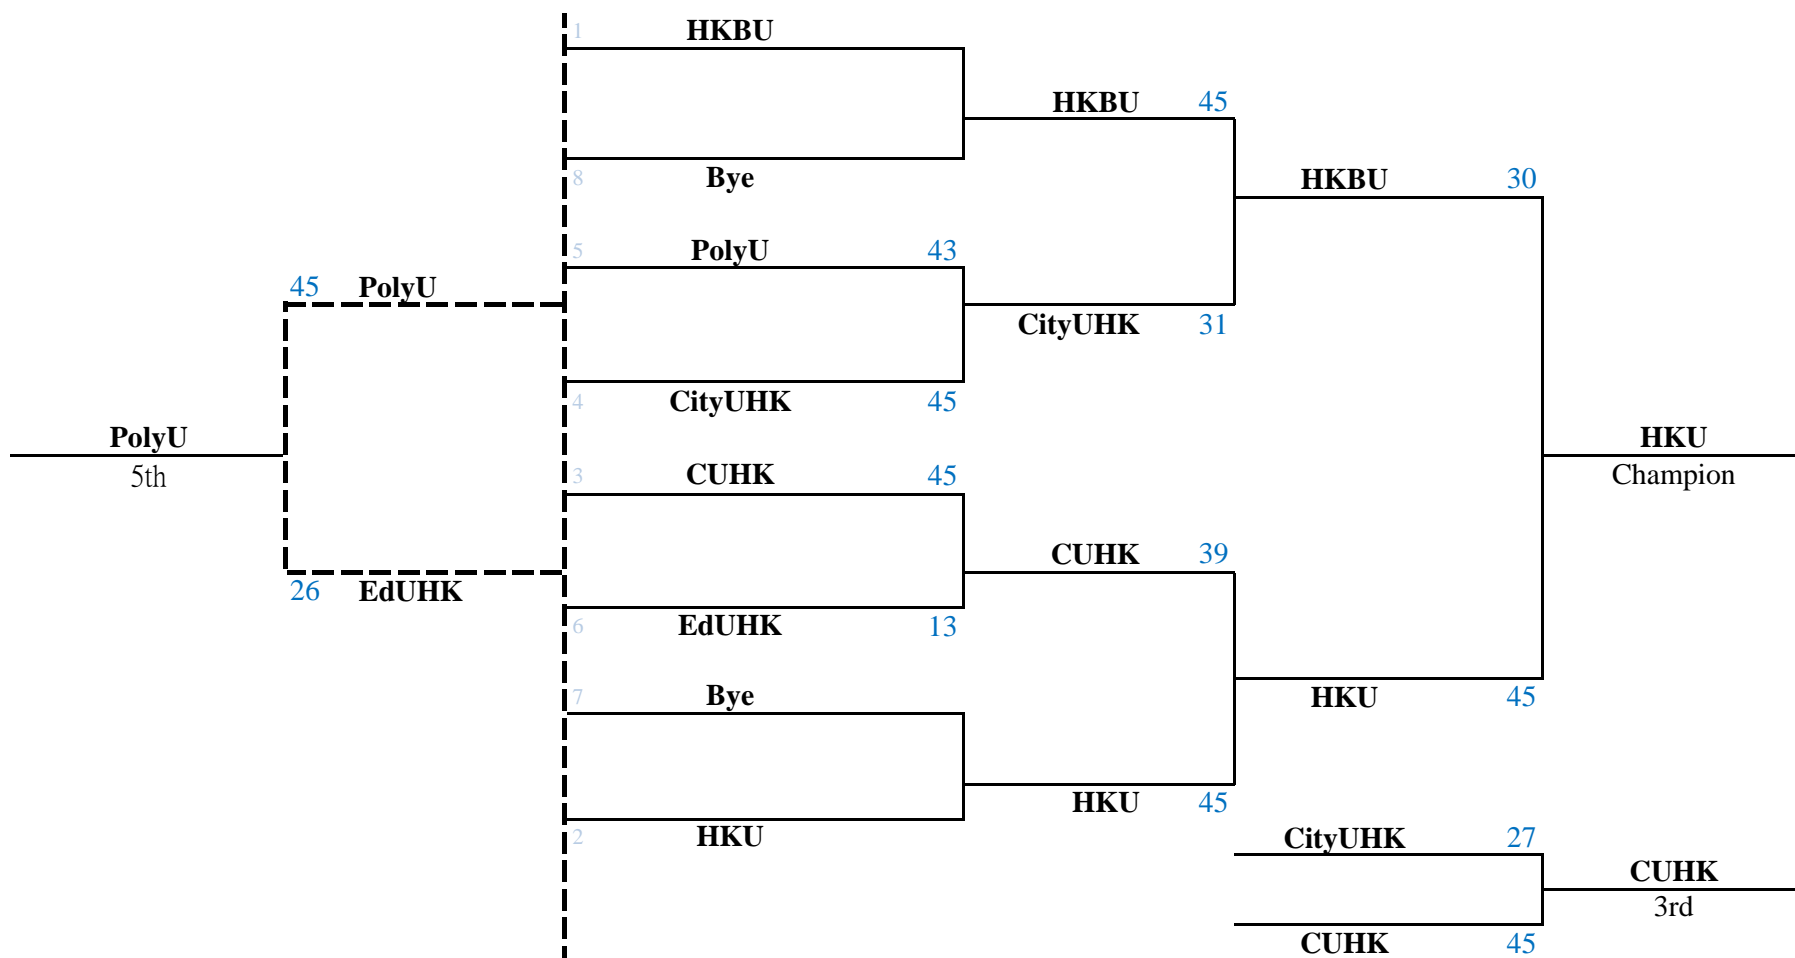 1 HKBU
HKBU 45
8 Bye
HKBU 30
5 PolyU 43
45 PolyU
CityUHK 31
4 CityUHK 45
PolyU
5th
HKU
Champion
3 CUHK 45
CUHK 39
26 EdUHK
6 EdUHK 13
7 Bye
HKU 45
HKU 45
2 HKU
CityUHK 27
CUHK
3rd
CUHK 45